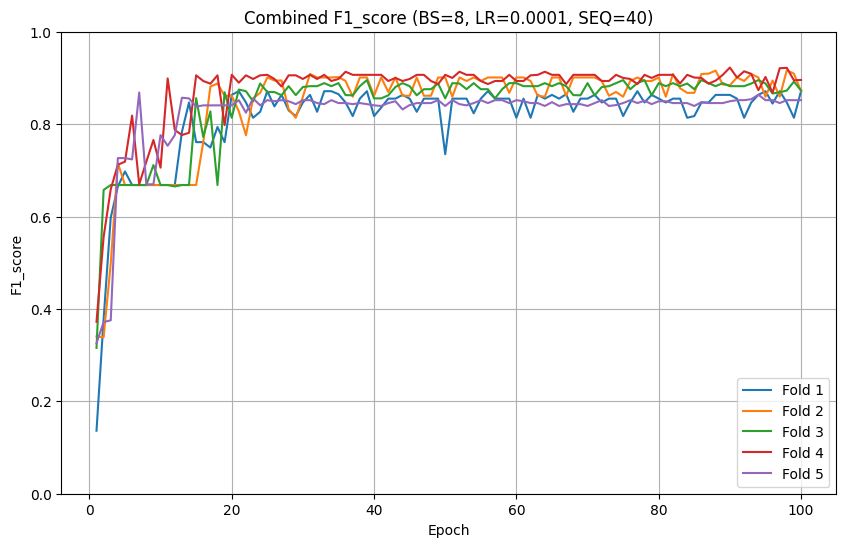 Combined F1_score (BS=8, LR=0.0001, SEQ=40)
1.0
0.8
0.6
0.4
0.2
0.0
F1_score
0 20 40 60 80 100
Epoch
Fold 1
Fold 2
Fold 3
Fold 4
Fold 5